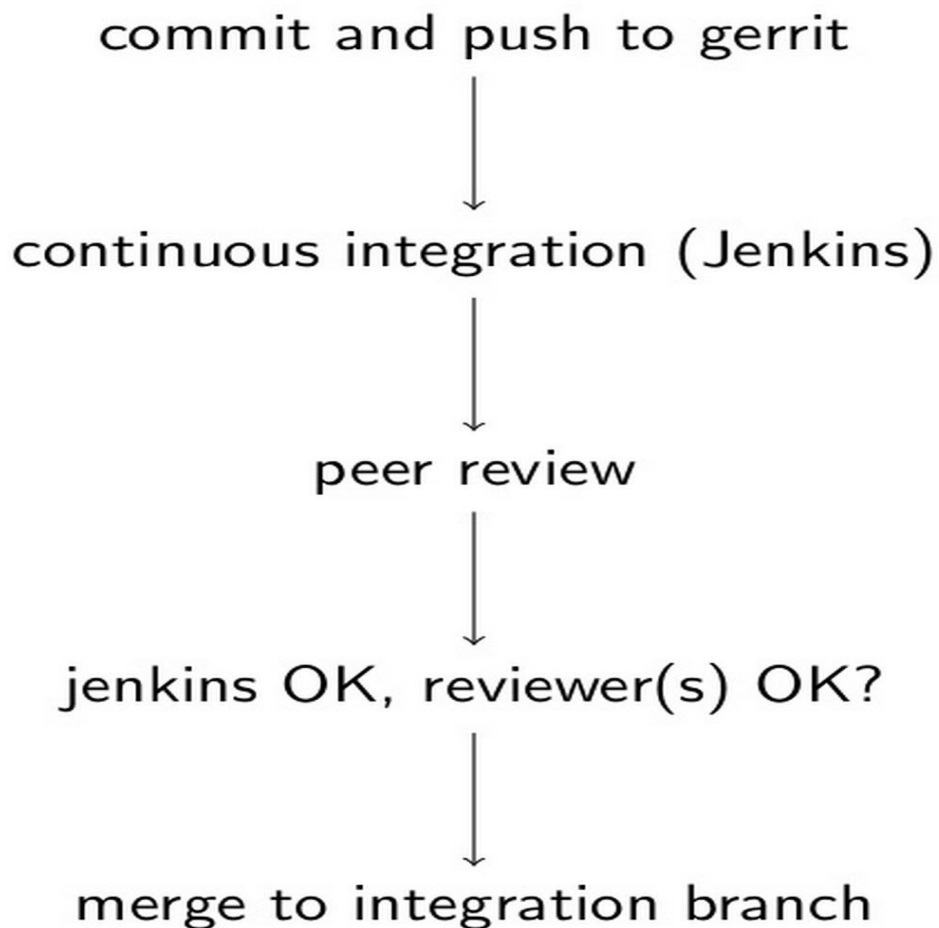 commit and push to gerrit
continuous integration (Jenkins)
peer review
jenkins OK, reviewer(s) OK?
merge to integration branch